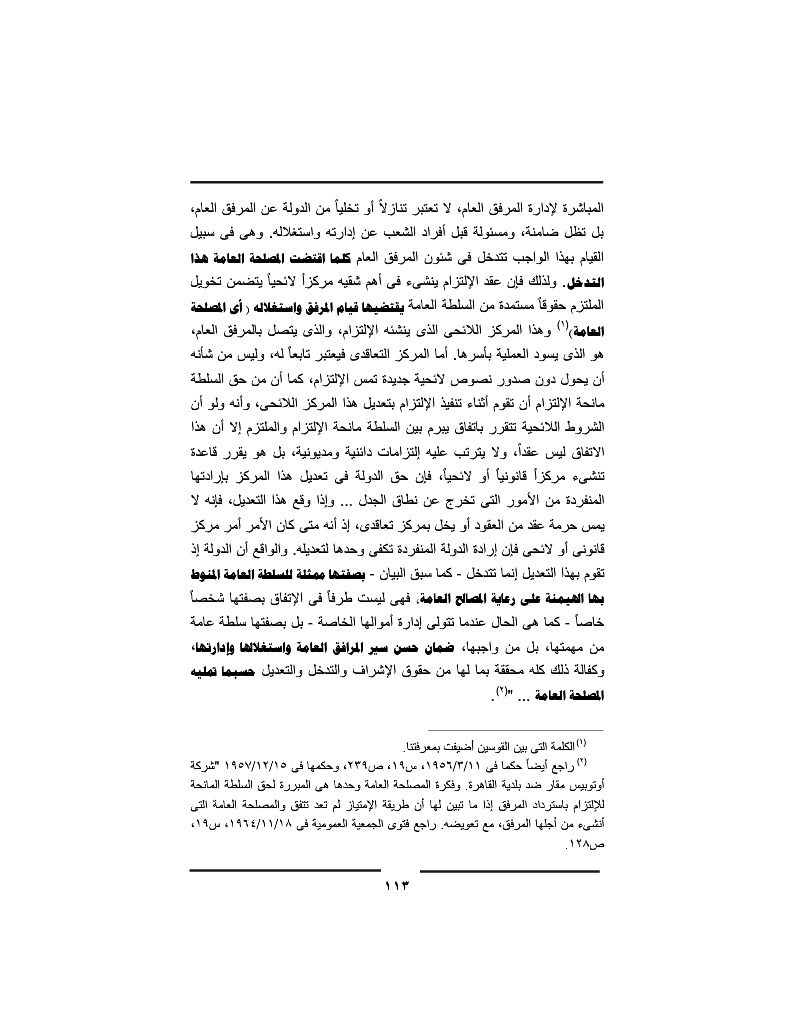 المباشرة لإدارة المرفق العام، لا تعتبر تنازلاً أو تخلياً من الدولة عن المرفق العام،
بل تظل ضامنة، ومسئولة قبل أفراد الشعب عن إدارته واستغلاله. وهى فى سبيل
القيام بهذا الواجب تتدخل فى شئون المرفق العام كلما اقتضت المصلحة العامة هذا
التدخل. ولذلك فإن عقد الإلتزام ينشىء فى أهم شقيه مركزاً لائحياً يتضمن تخويل
الملتزم حقوقاً مستمدة من السلطة العامة يقتضيها قيام المرفق واستغلاله ( أى المصلحة
العامة)(١) وهذا المركز اللائحى الذى ينشئه الإلتزام، والذى يتصل بالمرفق العام،
هو الذى يسود العملية بأسرها. أما المركز التعاقدى فيعتبر تابعاً له، وليس من شأنه
أن يحول دون صدور نصوص لائحية جديدة تمس الإلتزام، كما أن من حق السلطة
مانحة الإلتزام أن تقوم أثناء تنفيذ الإلتزام بتعديل هذا المركز اللائحى، وأنه ولو أن
الشروط اللائحية تتقرر باتفاق يبرم بين السلطة مانحة الإلتزام والملتزم إلا أن هذا
الاتفاق ليس عقداً، ولا يترتب عليه إلتزامات دائنية ومديونية، بل هو يقرر قاعدة
تنشىء مركزاً قانونياً أو لائحياً، فإن حق الدولة فى تعديل هذا المركز بإرادتها
المنفردة من الأمور التى تخرج عن نطاق الجدل ... وإذا وقع هذا التعديل، فإنه لا
يمس حرمة عقد من العقود أو يخل بمركز تعاقدى، إذ أنه متى كان الأمر أمر مركز
قانونى أو لائحى فإن إرادة الدولة المنفردة تكفى وحدها لتعديله. والواقع أن الدولة إذ
تقوم بهذا التعديل إنما تتدخل - كما سبق البيان - بصفتها ممثلة للسلطة العامة المنوط
بها الهيمنة على رعاية المصالح العامة. فهى ليست طرفاً فى الإتفاق بصفتها شخصاً
خاصاً - كما هى الحال عندما تتولى إدارة أموالها الخاصة - بل بصفتها سلطة عامة
من مهمتها، بل من واجبها، ضمان حسن سير المرافق العامة واستغلالها وإدارتها،
وكفالة ذلك كله محققة بما لها من حقوق الإشراف والتدخل والتعديل حسبما تمليه
المصلحة العامة ... "(٢).
(١) الكلمة التى بين القوسين أضيفت بمعرفتنا.
(٢) راجع أيضاً حكما فى ١٩٥٦/٣/١١، س١٩، ص٢٣٩، وحكمها فى ١٩٥٧/١٢/١٥ "شركة
أوتوبيس مقار ضد بلدية القاهرة. وفكرة المصلحة العامة وحدها هى المبررة لحق السلطة المانحة
للإلتزام باسترداد المرفق إذا ما تبين لها أن طريقة الإمتياز لم تعد تتفق والمصلحة العامة التى
أنشىء من أجلها المرفق، مع تعويضه. راجع فتوى الجمعية العمومية فى ١٩٦٤/١١/١٨، س١٩،
ص١٢٨.
١١٣